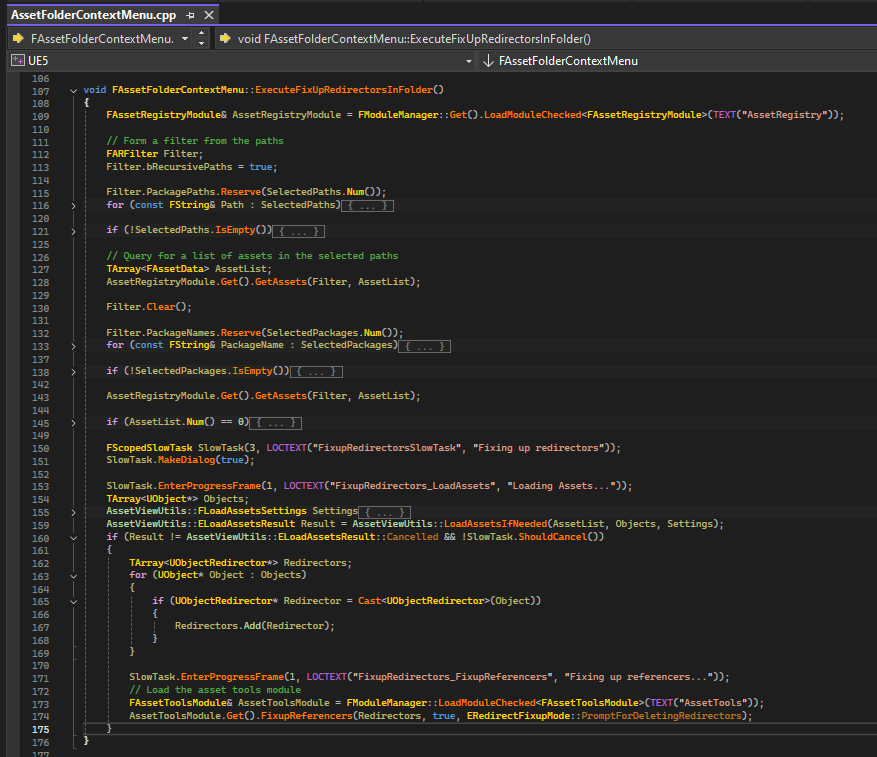 AssetFolderContextMenu.cpp
FAssetFolderContextMenu. void FAssetFolderContextMenu::ExecuteFixUpRedirectorsInFolder()
UE5 FAssetFolderContextMenu
106
107 void FAssetFolderContextMenu::ExecuteFixUpRedirectorsInFolder()
108 {
109 FAssetRegistryModule& AssetRegistryModule = FModuleManager::Get().LoadModuleChecked<FAssetRegistryModule>(TEXT("AssetRegistry"));
110
111 // Form a filter from the paths
112 FARFilter Filter;
113 Filter.bRecursivePaths = true;
114
115 Filter.PackagePaths.Reserve(SelectedPaths.Num());
116 for (const FString& Path : SelectedPaths){ ... }
120
121 if (!SelectedPaths.IsEmpty()){ ... }
125
126 // Query for a list of assets in the selected paths
127 TArray<FAssetData> AssetList;
128 AssetRegistryModule.Get().GetAssets(Filter, AssetList);
129
130 Filter.Clear();
131
132 Filter.PackageNames.Reserve(SelectedPackages.Num());
133 for (const FString& PackageName : SelectedPackages){ ... }
137
138 if (!SelectedPackages.IsEmpty()){ ... }
142
143 AssetRegistryModule.Get().GetAssets(Filter, AssetList);
144
145 if (AssetList.Num() == 0){ ... }
149
150 FScopedSlowTask SlowTask(3, LOCTEXT("FixupRedirectorsSlowTask", "Fixing up redirectors"));
151 SlowTask.MakeDialog(true);
152
153 SlowTask.EnterProgressFrame(1, LOCTEXT("FixupRedirectors_LoadAssets", "Loading Assets..."));
154 TArray<UObject*> Objects;
155 AssetViewUtils::FLoadAssetsSettings Settings{ ... }
159 AssetViewUtils::ELoadAssetsResult Result = AssetViewUtils::LoadAssetsIfNeeded(AssetList, Objects, Settings);
160 if (Result != AssetViewUtils::ELoadAssetsResult::Cancelled && !SlowTask.ShouldCancel())
161 {
162 TArray<UObjectRedirector*> Redirectors;
163 for (UObject* Object : Objects)
164 {
165 if (UObjectRedirector* Redirector = Cast<UObjectRedirector>(Object))
166 {
167 Redirectors.Add(Redirector);
168 }
169 }
170
171 SlowTask.EnterProgressFrame(1, LOCTEXT("FixupRedirectors_FixupReferencers", "Fixing up referencers..."));
172 // Load the asset tools module
173 FAssetToolsModule& AssetToolsModule = FModuleManager::LoadModuleChecked<FAssetToolsModule>(TEXT("AssetTools"));
174 AssetToolsModule.Get().FixupReferencers(Redirectors, true, ERedirectFixupMode::PromptForDeletingRedirectors);
175 }
176 }
177